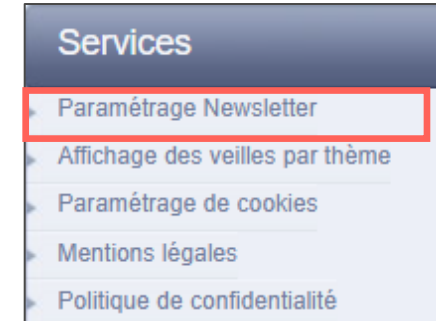 Services
Paramétrage Newsletter
Affichage des veilles par thème
Paramétrage de cookies
Mentions légales
Politique de confidentialité